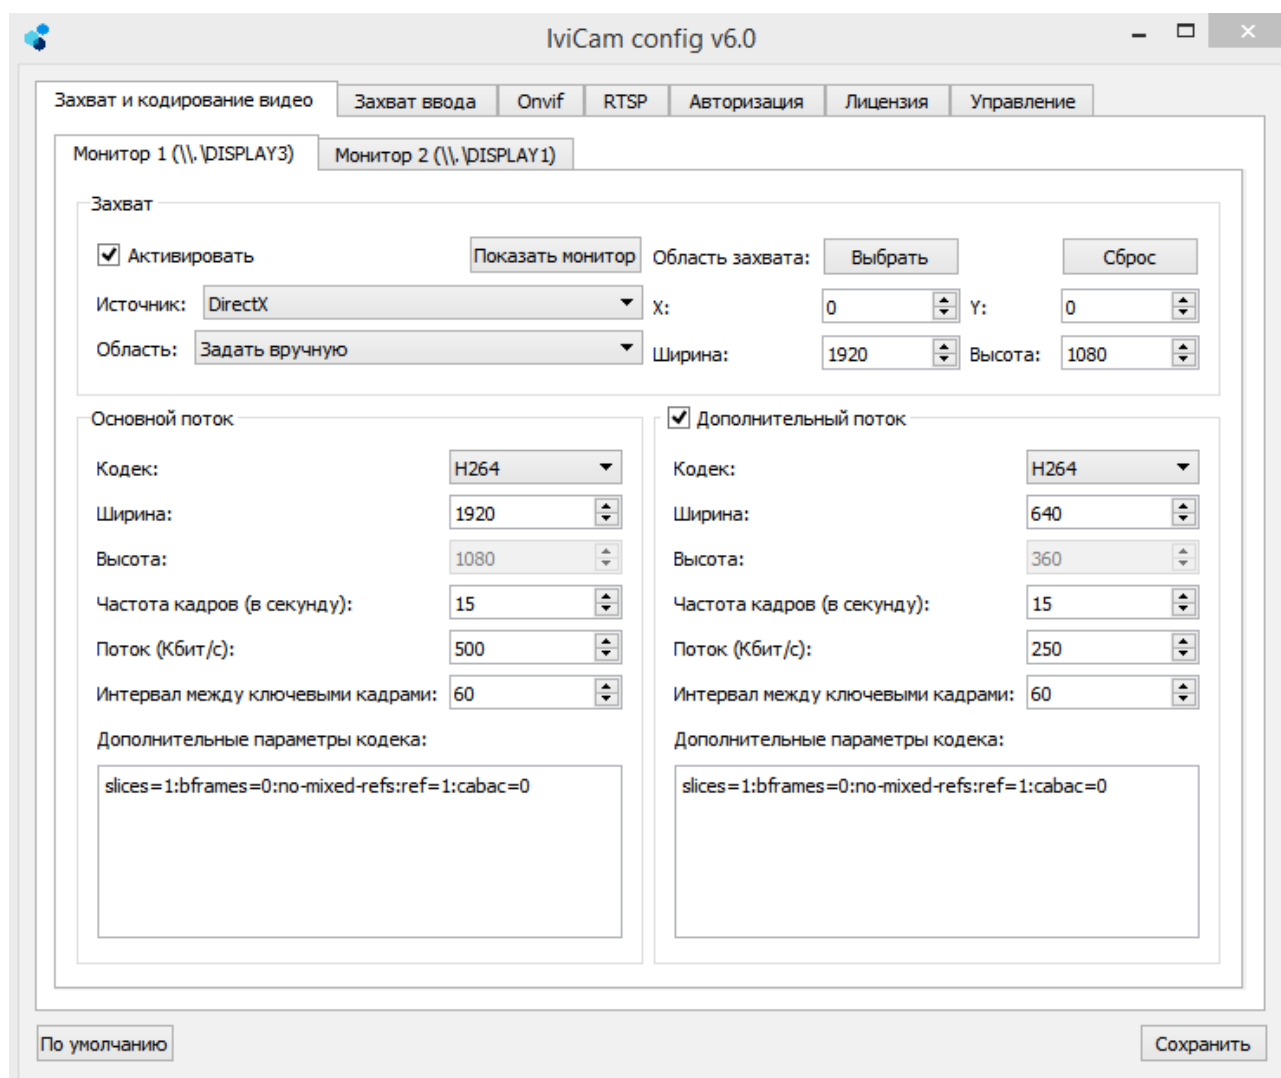 IviCam config v6.0
Захват и кодирование видео Захват ввода Onvif RTSP Авторизация Лицензия Управление
Монитор 1 (\\.\DISPLAY3) Монитор 2 (\\.\DISPLAY1)
Захват
Активировать Показать монитор Область захвата: Выбрать Сброс
Источник: DirectX X: 0 Y: 0
Область: Задать вручную Ширина: 1920 Высота: 1080
Основной поток Дополнительный поток
Кодек: H264 Кодек: H264
Ширина: 1920 Ширина: 640
Высота: 1080 Высота: 360
Частота кадров (в секунду): 15 Частота кадров (в секунду): 15
Поток (Кбит/с): 500 Поток (Кбит/с): 250
Интервал между ключевыми кадрами: 60 Интервал между ключевыми кадрами: 60
Дополнительные параметры кодека: Дополнительные параметры кодека:
slices=1:bframes=0:no-mixed-refs:ref=1:cabac=0 slices=1:bframes=0:no-mixed-refs:ref=1:cabac=0
По умолчанию Сохранить